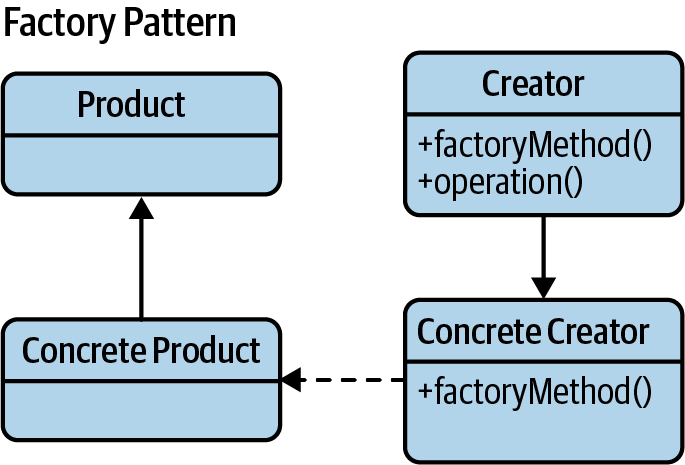 Factory Pattern
Product
Creator
+factoryMethod()
+operation()
Concrete Product
Concrete Creator
+factoryMethod()